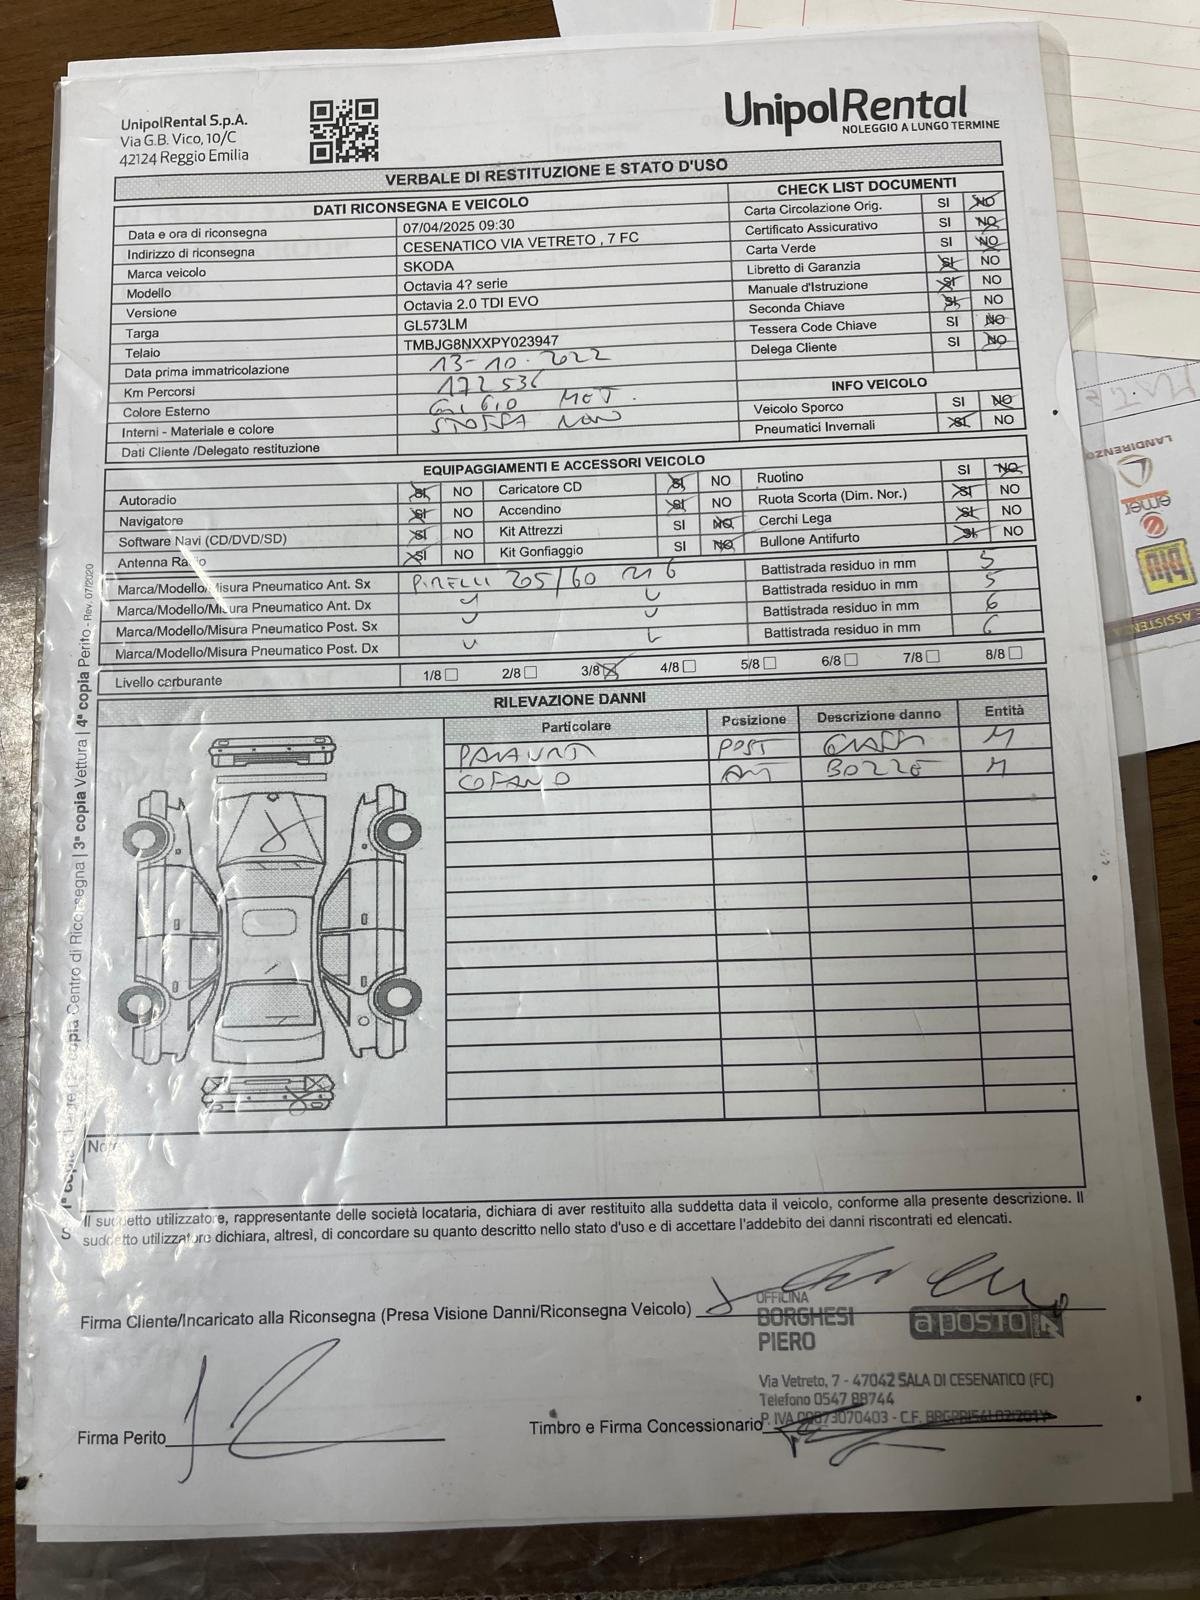 UnipolRental S.p.A.
Via G.B. Vico, 10/C
42124 Reggio Emilia
UnipolRental
NOLEGGIO A LUNGO TERMINE
VERBALE DI RESTITUZIONE E STATO D'USO
DATI RICONSEGNA E VEICOLO
Data e ora di riconsegna 07/04/2025 09:30
Indirizzo di riconsegna CESENATICO VIA VETRETO , 7 FC
Marca veicolo SKODA
Modello Octavia 4? serie
Versione Octavia 2.0 TDI EVO
Targa GL573LM
Telaio TMBJG8NXXPY023947
Data prima immatricolazione 13-10-2022
Km Percorsi 172536
Colore Esterno GRIGIO MET.
Interni - Materiale e colore STOFFA
Dati Cliente /Delegato restituzione
CHECK LIST DOCUMENTI
Carta Circolazione Orig. SI NO
Certificato Assicurativo SI NO
Carta Verde SI NO
Libretto di Garanzia SI NO
Manuale d'Istruzione SI NO
Seconda Chiave SI NO
Tessera Code Chiave SI NO
Delega Cliente SI NO
INFO VEICOLO
Veicolo Sporco SI NO
Pneumatici Invernali SI NO
EQUIPAGGIAMENTI E ACCESSORI VEICOLO
Autoradio SI NO Caricatore CD SI NO Ruotino SI NO
Navigatore SI NO Accendino SI NO Ruota Scorta (Dim. Nor.) SI NO
Software Navi (CD/DVD/SD) SI NO Kit Attrezzi SI NO Cerchi Lega SI NO
Antenna Radio SI NO Kit Gonfiaggio SI NO Bullone Antifurto SI NO
Marca/Modello/Misura Pneumatico Ant. Sx PIRELLI 205/60 R16 Battistrada residuo in mm 5
Marca/Modello/Misura Pneumatico Ant. Dx Battistrada residuo in mm 5
Marca/Modello/Misura Pneumatico Post. Sx Battistrada residuo in mm 6
Marca/Modello/Misura Pneumatico Post. Dx Battistrada residuo in mm 6
Livello carburante 1/8 2/8 3/8 4/8 5/8 6/8 7/8 8/8
RILEVAZIONE DANNI
Particolare Posizione Descrizione danno Entità
PARAURTI POST GRAFFI M
COFANO ANT BOZZE M
Note
Il suddetto utilizzatore, rappresentante delle società locataria, dichiara di aver restituito alla suddetta data il veicolo, conforme alla presente descrizione. Il
suddetto utilizzatore dichiara, altresì, di concordare su quanto descritto nello stato d'uso e di accettare l'addebito dei danni riscontrati ed elencati.
Firma Cliente/Incaricato alla Riconsegna (Presa Visione Danni/Riconsegna Veicolo)
OFFICINA
BORGHESI
PIERO
a posto
Via Vetreto, 7 - 47042 SALA DI CESENATICO (FC)
Telefono 0547 88744
P. IVA 00873070403 - C.F.
Firma Perito
Timbro e Firma Concessionario
copia Centro di Riconsegna | 3ª copia Vettura | 4ª copia Perito - Rev. 07/2020
LANDIRENZO
emer
blu